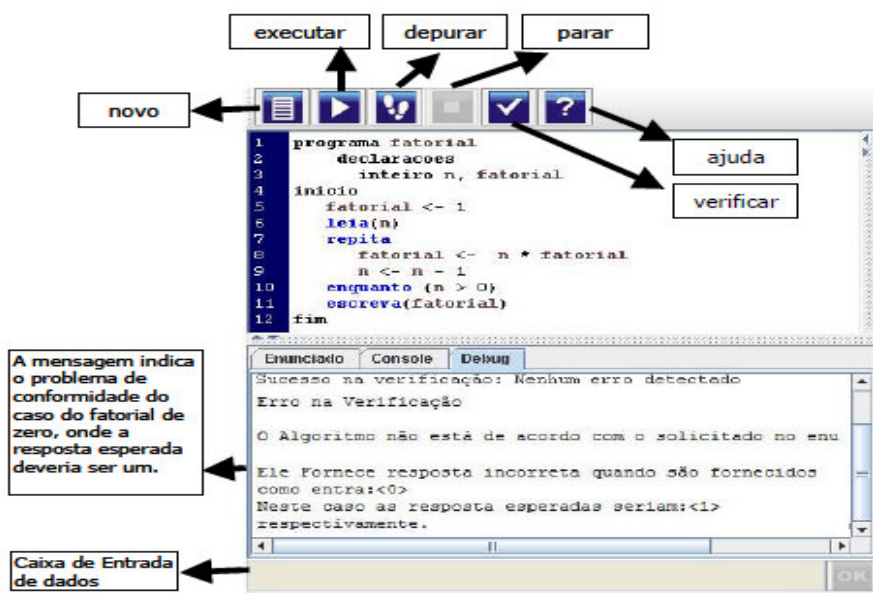 executar depurar parar
novo
?
ajuda
verificar
1 programa fatorial
2 declaracoes
3 inteiro n, fatorial
4 inicio
5 fatorial <- 1
6 leia(n)
7 repita
8 fatorial <- n * fatorial
9 n <- n - 1
10 enquanto (n > 0)
11 escreva(fatorial)
12 fim
Enunciado Console Debug
Sucesso na verificação: Nenhum erro detectado
Erro na Verificação
O Algoritmo não está de acordo com o solicitado no enu
Ele Fornece resposta incorreta quando são fornecidos
como entra:<0>
Neste caso as resposta esperadas seriam:<1>
respectivamente.
A mensagem indica
o problema de
conformidade do
caso do fatorial de
zero, onde a
resposta esperada
deveria ser um.
Caixa de Entrada
de dados
OK